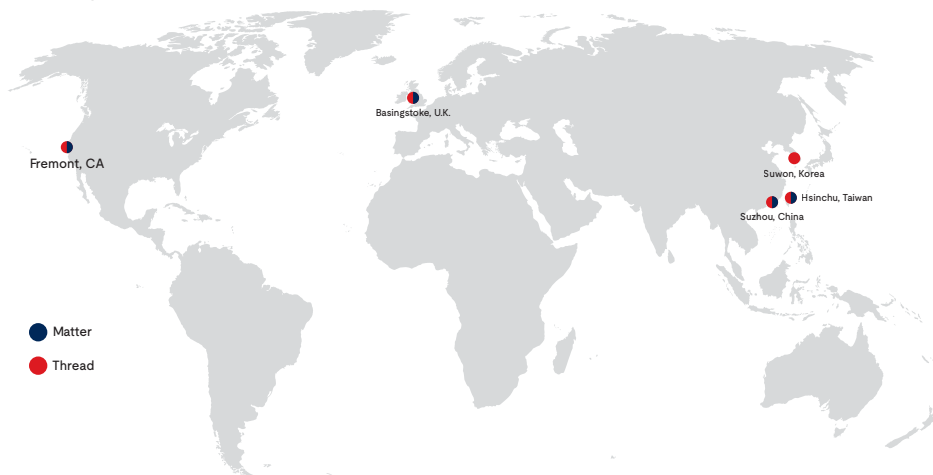 Basingstoke, U.K.
Fremont, CA
Suwon, Korea
Hsinchu, Taiwan
Suzhou, China
Matter
Thread